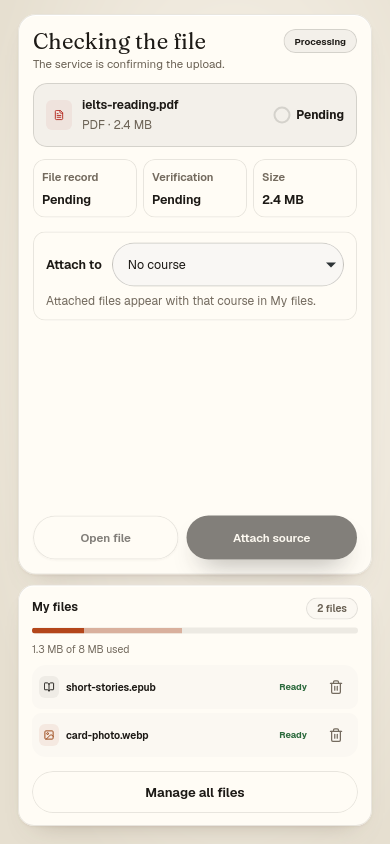 Checking the file
Processing
The service is confirming the upload.
ielts-reading.pdf
PDF · 2.4 MB
Pending
File record
Pending
Verification
Pending
Size
2.4 MB
Attach to
No course
Attached files appear with that course in My files.
Open file
Attach source
My files
2 files
1.3 MB of 8 MB used
short-stories.epub
Ready
card-photo.webp
Ready
Manage all files